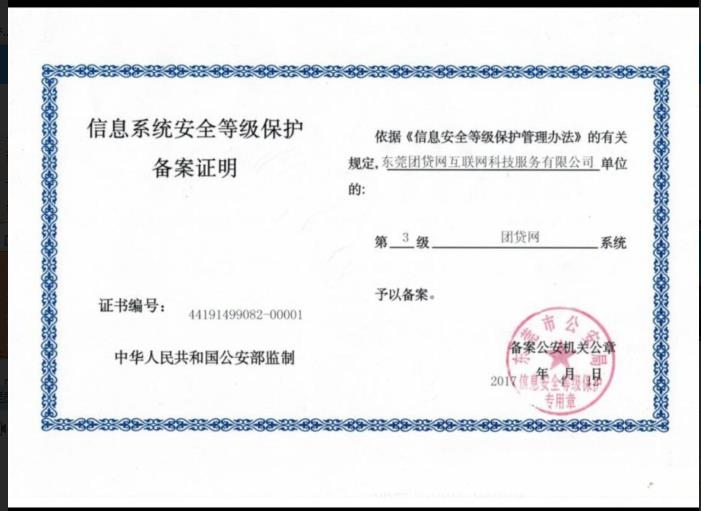 信息系统安全等级保护
备案证明
证书编号：
44191499082-00001
中华人民共和国公安部监制
依据《信息安全等级保护管理办法》的有关
规定,东莞团贷网互联网科技服务有限公司单位
的:
第 3 级 团贷网 系统
予以备案。
东莞市公安局
备案公安机关公章
2017 年 月 日
信息安全等级保护
专用章